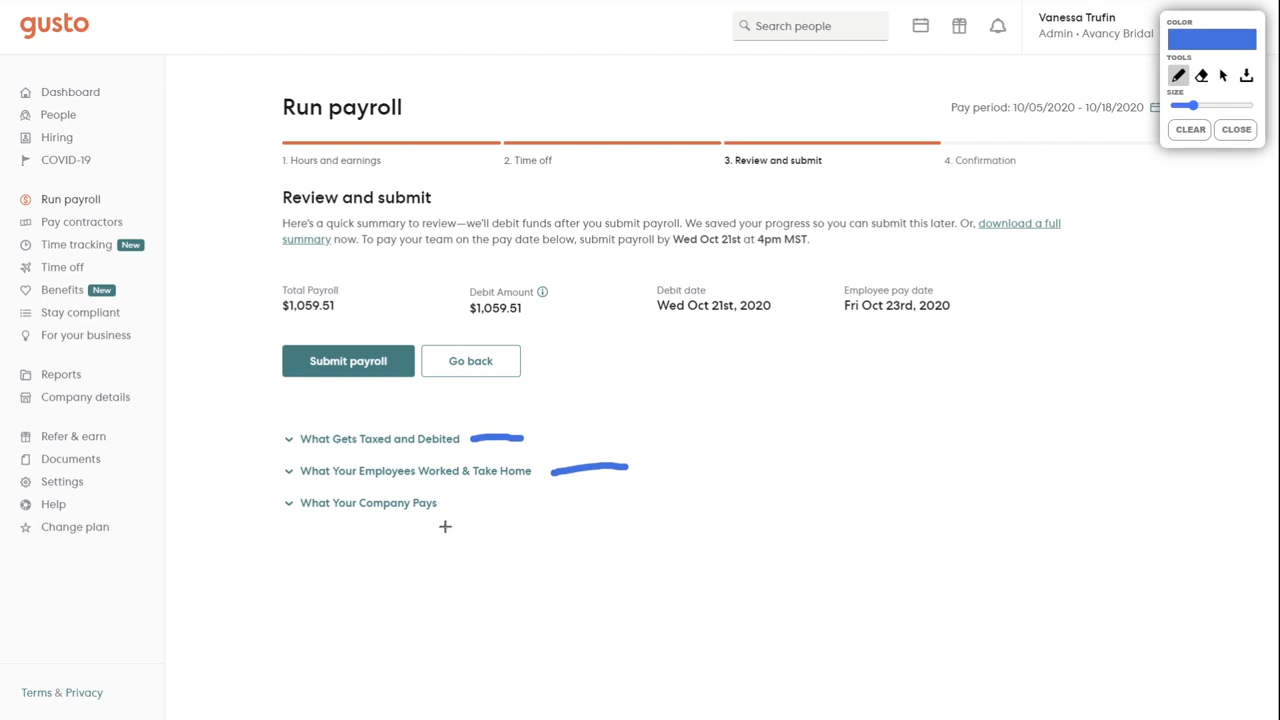 gusto
Search people
Vanessa Trufin
Admin • Avancy Bridal
COLOR
TOOLS
SIZE
CLEAR CLOSE
Dashboard
People
Hiring
COVID-19
Run payroll
Pay contractors
Time tracking New
Time off
Benefits New
Stay compliant
For your business
Reports
Company details
Refer & earn
Documents
Settings
Help
Change plan
Terms & Privacy
Run payroll
Pay period: 10/05/2020 - 10/18/2020
1. Hours and earnings 2. Time off 3. Review and submit 4. Confirmation
Review and submit
Here's a quick summary to review—we'll debit funds after you submit payroll. We saved your progress so you can submit this later. Or, download a full
summary now. To pay your team on the pay date below, submit payroll by Wed Oct 21st at 4pm MST.
Total Payroll Debit Amount Debit date Employee pay date
$1,059.51 $1,059.51 Wed Oct 21st, 2020 Fri Oct 23rd, 2020
Submit payroll Go back
What Gets Taxed and Debited
What Your Employees Worked & Take Home
What Your Company Pays